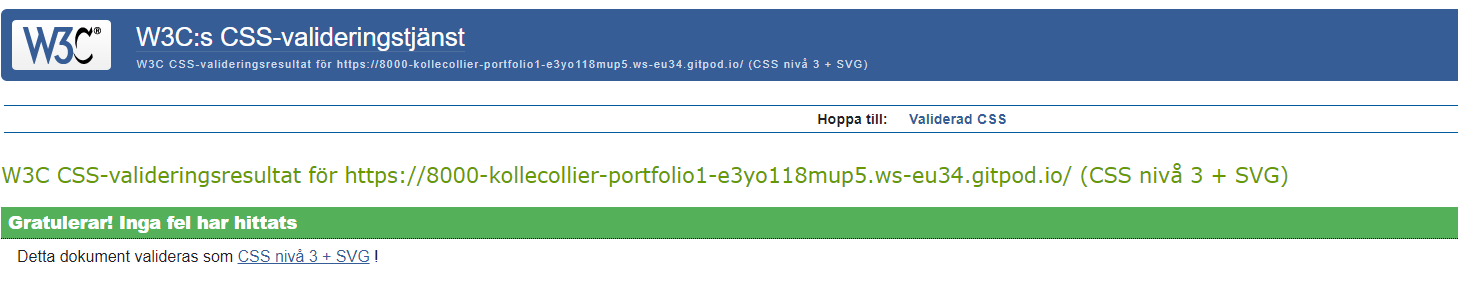 W3C®
W3C:s CSS-valideringstjänst
W3C CSS-valideringsresultat för https://8000-kollecollier-portfolio1-e3yo118mup5.ws-eu34.gitpod.io/ (CSS nivå 3 + SVG)
Hoppa till: Validerad CSS
W3C CSS-valideringsresultat för https://8000-kollecollier-portfolio1-e3yo118mup5.ws-eu34.gitpod.io/ (CSS nivå 3 + SVG)
Gratulerar! Inga fel har hittats
Detta dokument valideras som CSS nivå 3 + SVG !